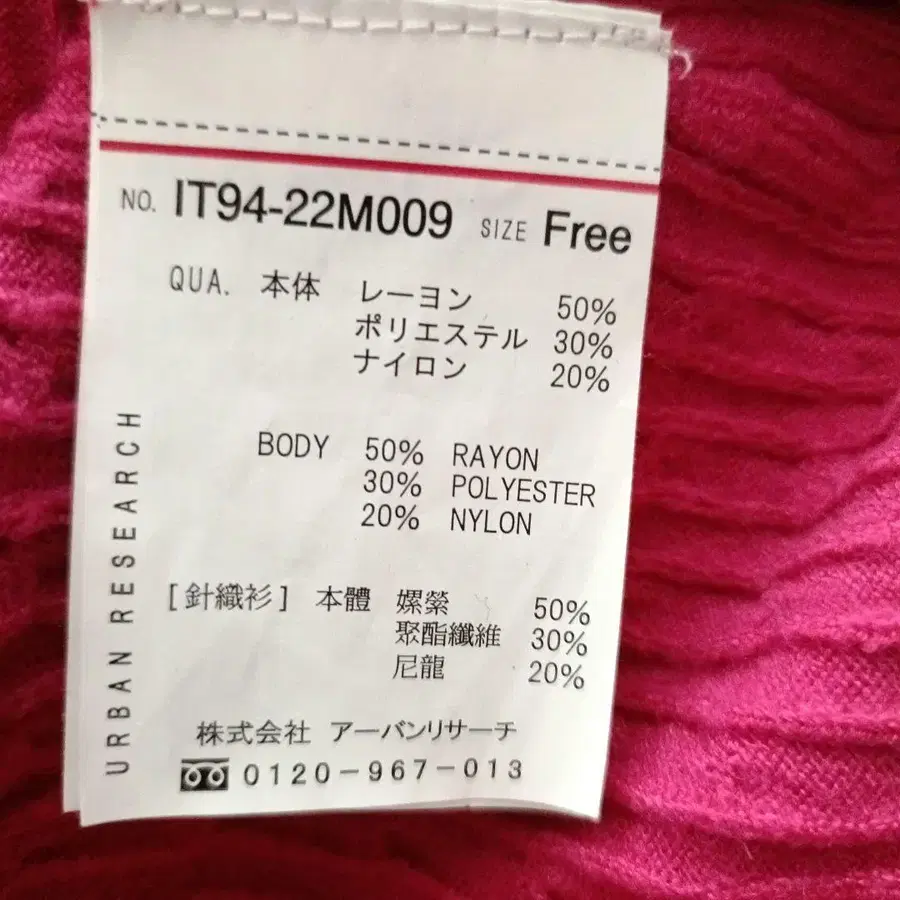 NO. IT94-22M009 SIZE Free
QUA. 本体 レーヨン 50%
ポリエステル 30%
ナイロン 20%
BODY 50% RAYON
30% POLYESTER
20% NYLON
[針織衫] 本體 嫘縈 50%
聚酯纖維 30%
尼龍 20%
URBAN RESEARCH
株式会社 アーバンリサーチ
0120-967-013